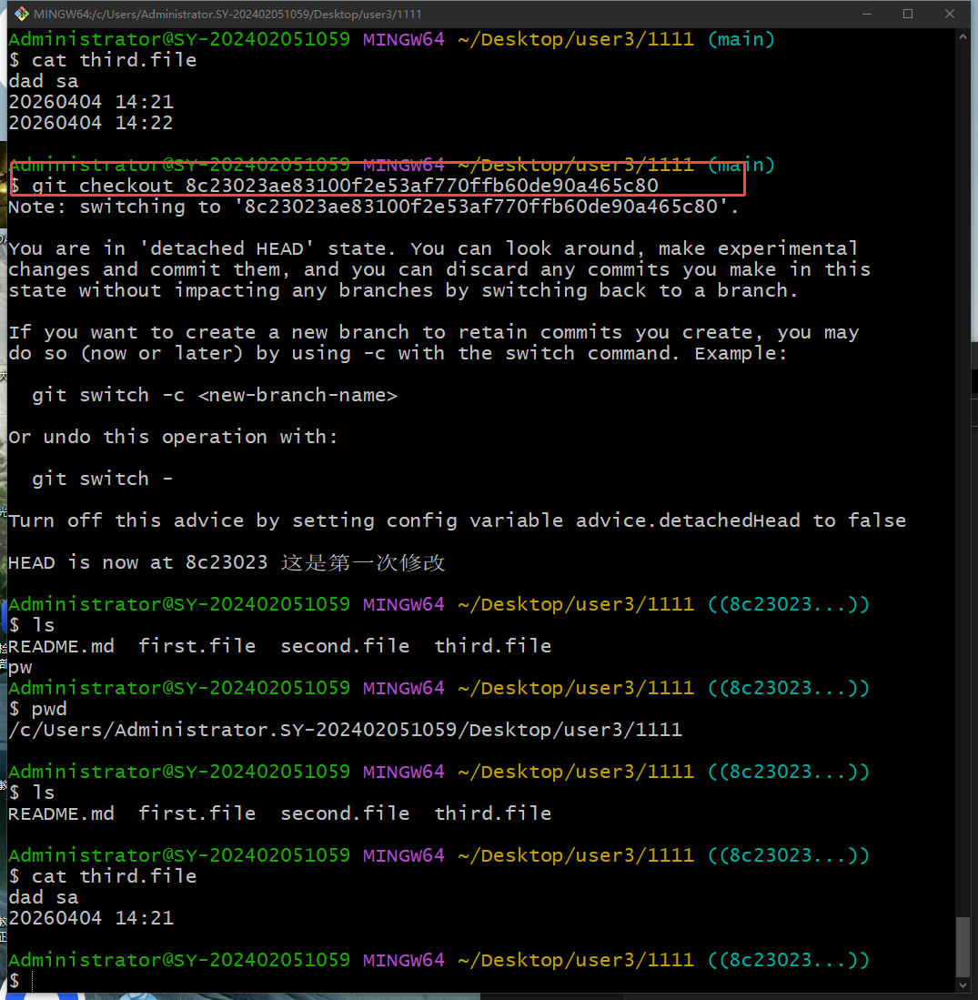 MINGW64:/c/Users/Administrator.SY-202402051059/Desktop/user3/1111
Administrator@SY-202402051059 MINGW64 ~/Desktop/user3/1111 (main)
$ cat third.file
dad sa
20260404 14:21
20260404 14:22
Administrator@SY-202402051059 MINGW64 ~/Desktop/user3/1111 (main)
$ git checkout 8c23023ae83100f2e53af770ffb60de90a465c80
Note: switching to '8c23023ae83100f2e53af770ffb60de90a465c80'.
You are in 'detached HEAD' state. You can look around, make experimental
changes and commit them, and you can discard any commits you make in this
state without impacting any branches by switching back to a branch.
If you want to create a new branch to retain commits you create, you may
do so (now or later) by using -c with the switch command. Example:
git switch -c <new-branch-name>
Or undo this operation with:
git switch -
Turn off this advice by setting config variable advice.detachedHead to false
HEAD is now at 8c23023 这是第一次修改
Administrator@SY-202402051059 MINGW64 ~/Desktop/user3/1111 ((8c23023...))
$ ls
README.md  first.file  second.file  third.file
pw
Administrator@SY-202402051059 MINGW64 ~/Desktop/user3/1111 ((8c23023...))
$ pwd
/c/Users/Administrator.SY-202402051059/Desktop/user3/1111
Administrator@SY-202402051059 MINGW64 ~/Desktop/user3/1111 ((8c23023...))
$ ls
README.md  first.file  second.file  third.file
Administrator@SY-202402051059 MINGW64 ~/Desktop/user3/1111 ((8c23023...))
$ cat third.file
dad sa
20260404 14:21
Administrator@SY-202402051059 MINGW64 ~/Desktop/user3/1111 ((8c23023...))
$